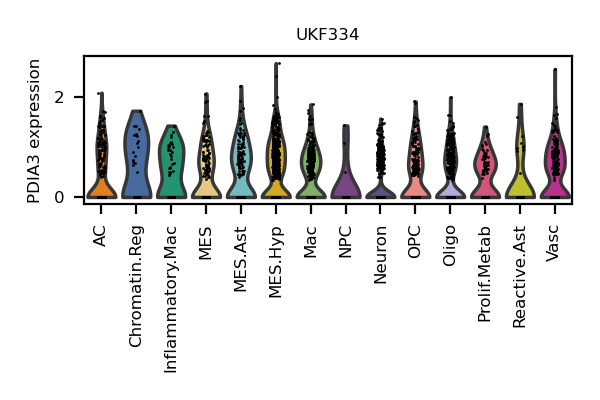 UKF334
PDIA3 expression
2
0
AC
Chromatin.Reg
Inflammatory.Mac
MES
MES.Ast
MES.Hyp
Mac
NPC
Neuron
OPC
Oligo
Prolif.Metab
Reactive.Ast
Vasc